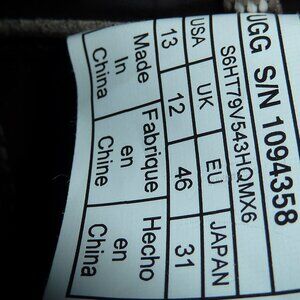 UGG S/N 1094358
S6HT79V543HQMX6
USA UK EU JAPAN
13 12 46 31
Made Fabrique Hecho
In en en
China Chine China